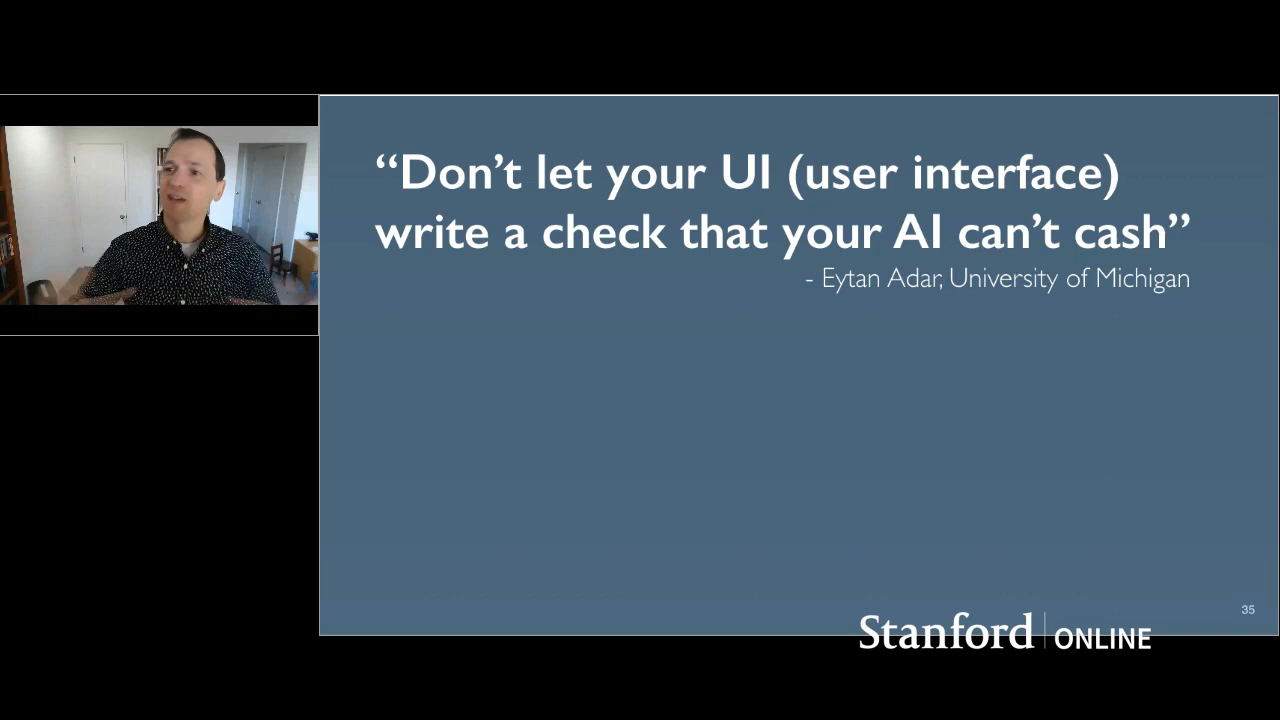 “Don’t let your UI (user interface)
write a check that your AI can’t cash”
- Eytan Adar, University of Michigan
35
Stanford ONLINE